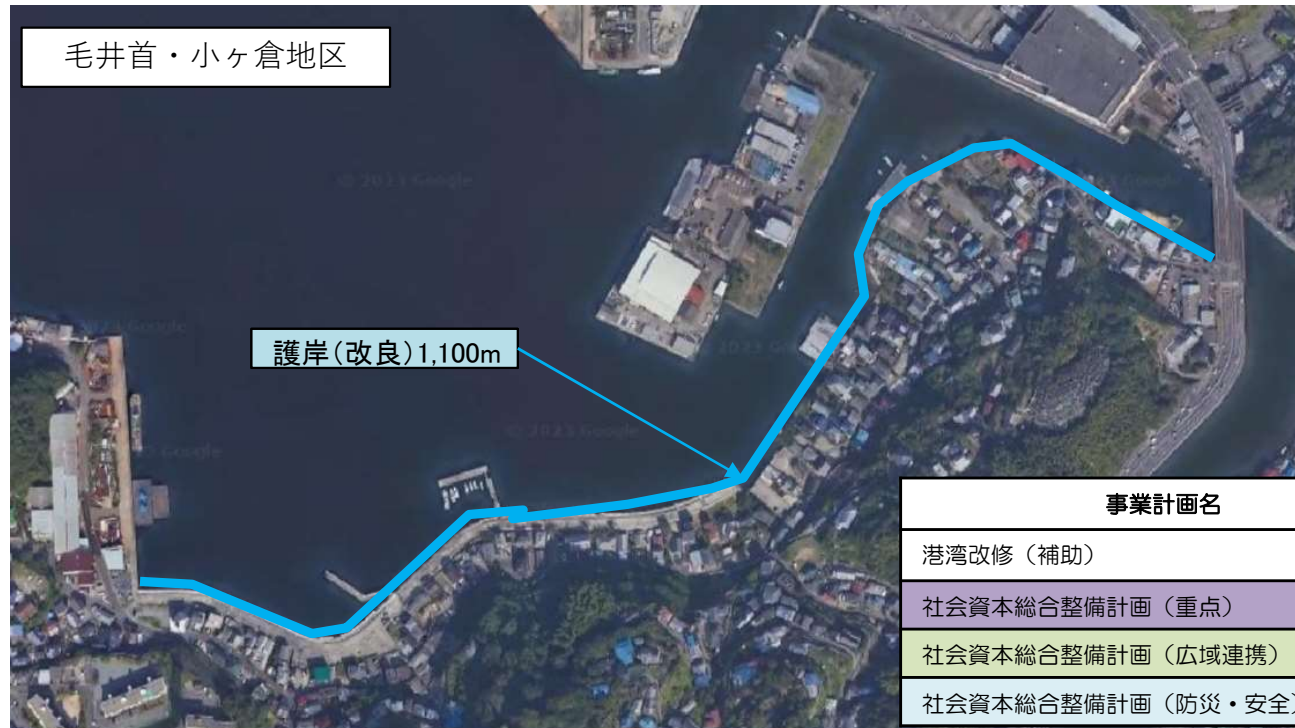 毛井首・小ヶ倉地区
護岸(改良)1,100m
© 2023 Google
事業計画名
港湾改修（補助）
社会資本総合整備計画（重点）
社会資本総合整備計画（広域連携）
社会資本総合整備計画（防災・安全）